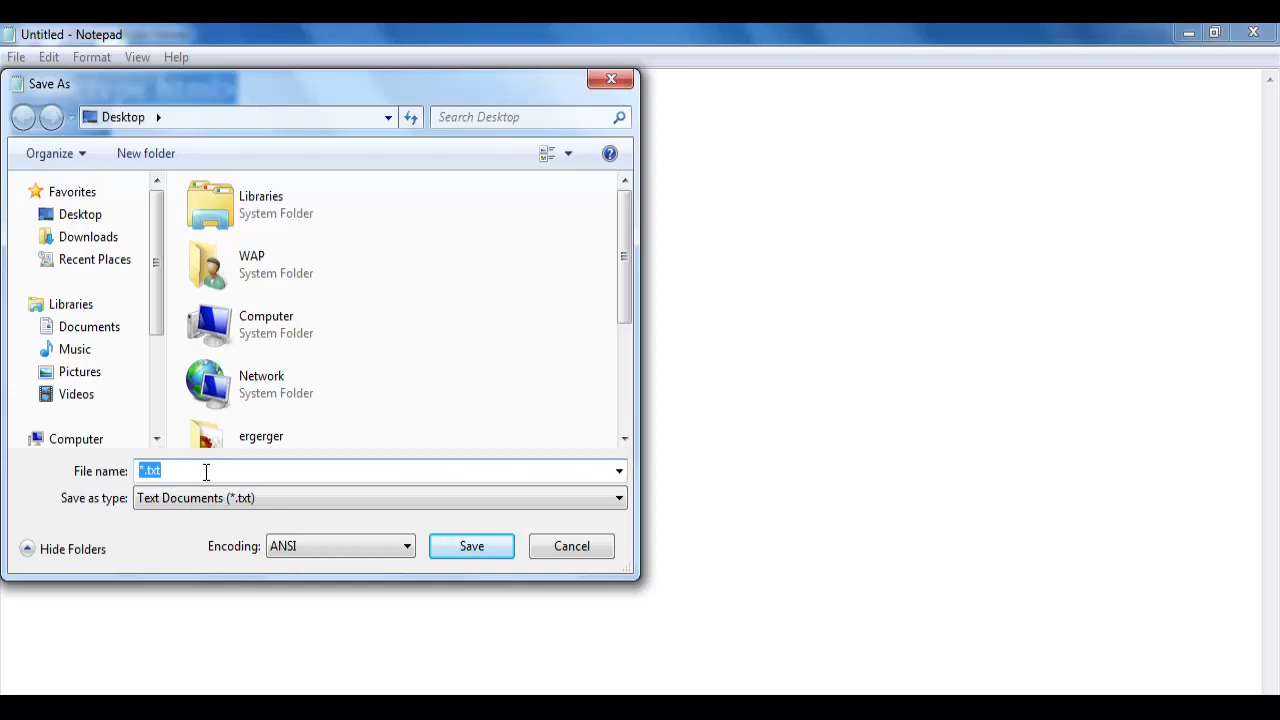 Untitled - Notepad
File Edit Format View Help
Save As
Desktop
Search Desktop
Organize New folder
Favorites
Desktop
Downloads
Recent Places
Libraries
Documents
Music
Pictures
Videos
Computer
Libraries
System Folder
WAP
System Folder
Computer
System Folder
Network
System Folder
ergerger
File name: *.txt
Save as type: Text Documents (*.txt)
Hide Folders
Encoding: ANSI
Save
Cancel